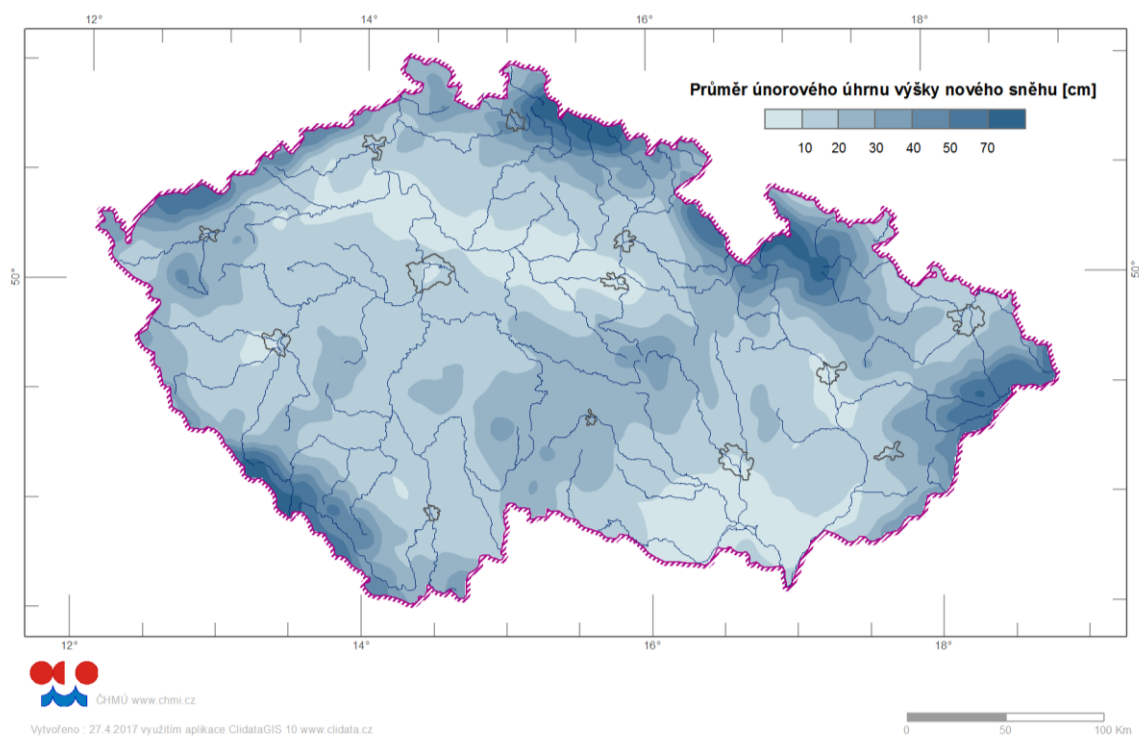 12° 14° 16° 18°
Průměr únorového úhrnu výšky nového sněhu [cm]
10 20 30 40 50 70
50° 50°
12° 14° 16° 18°
ČHMÚ www.chmi.cz
Vytvořeno : 27.4.2017 využitím aplikace ClidataGIS 10 www.clidata.cz
0 50 100 Km